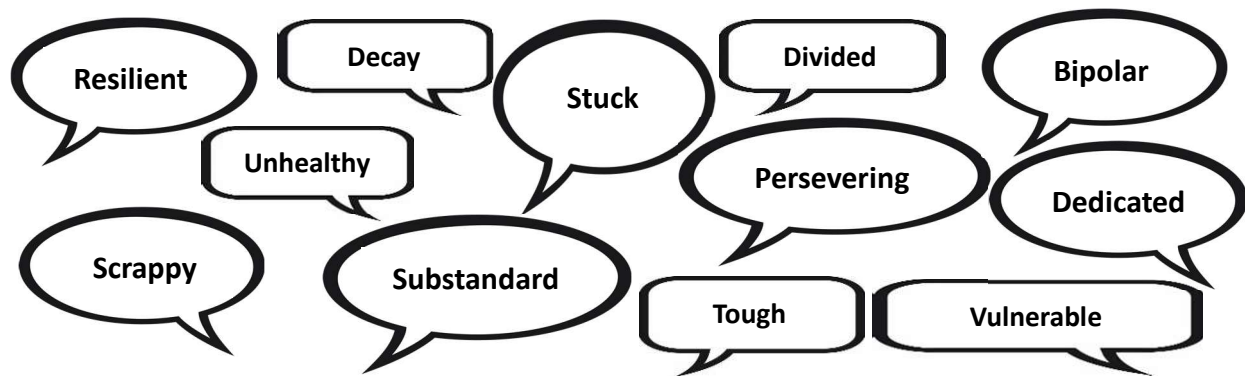 Resilient
Decay
Stuck
Divided
Bipolar
Unhealthy
Persevering
Dedicated
Scrappy
Substandard
Tough
Vulnerable